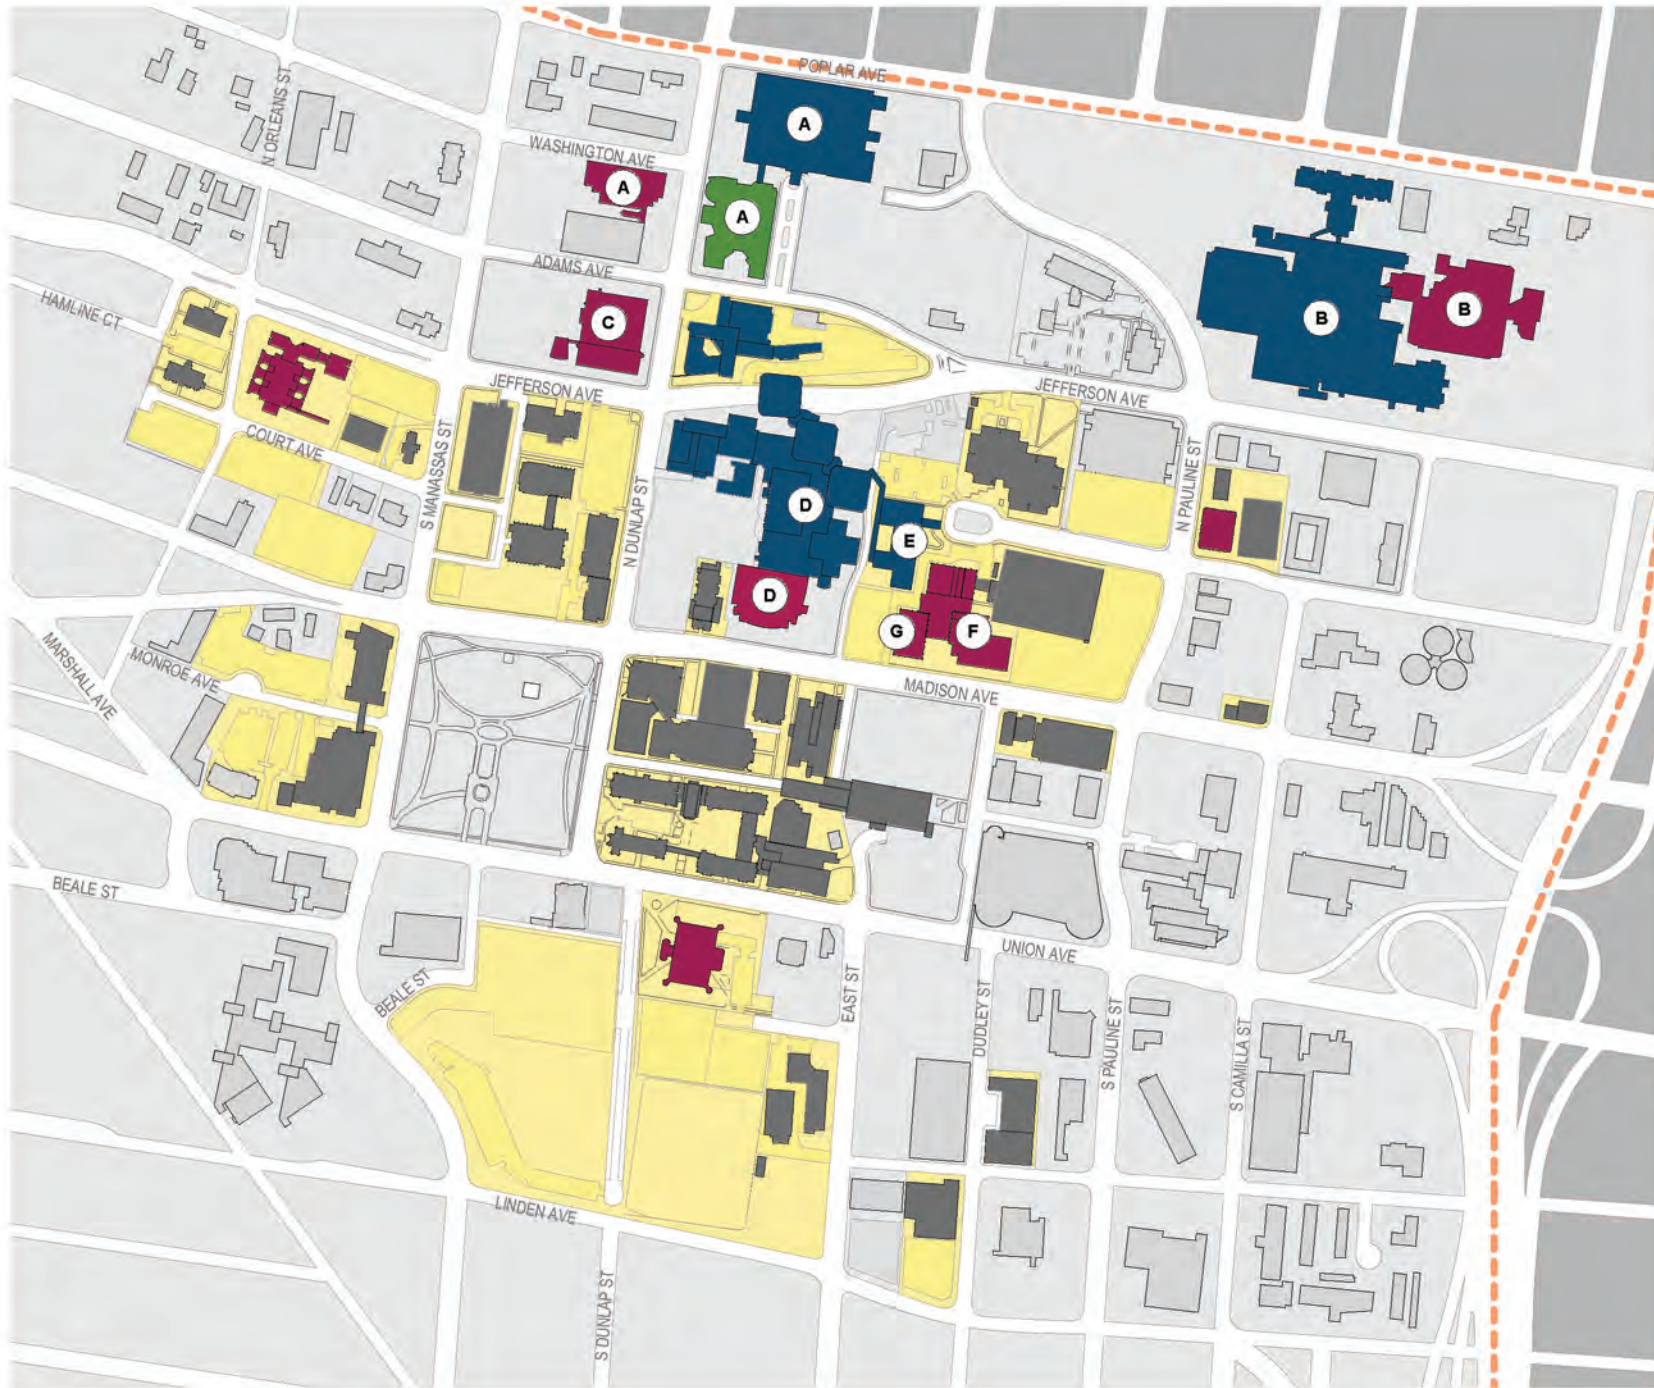 POPLAR AVE
A
N ORLEANS ST
WASHINGTON AVE
A
A
ADAMS AVE
HAMLINE CT
C
B
B
JEFFERSON AVE
JEFFERSON AVE
COURT AVE
S MANASSAS ST
N PAULINE ST
N DUNLAP ST
D
E
D
G
F
MARSHALL AVE
MONROE AVE
MADISON AVE
BEALE ST
UNION AVE
BEALE ST
EAST ST
DUDLEY ST
S PAULINE ST
S CAMILLA ST
LINDEN AVE
S DUNLAP ST